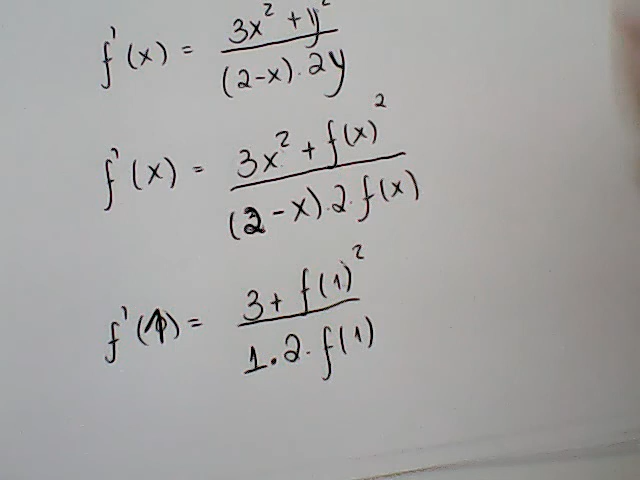 f'(x) = (3x² + y²) / ((2-x).2y)
f'(x) = (3x² + f(x)²) / ((2-x).2.f(x))
f'(1) = (3 + f(1)²) / (1.2.f(1))